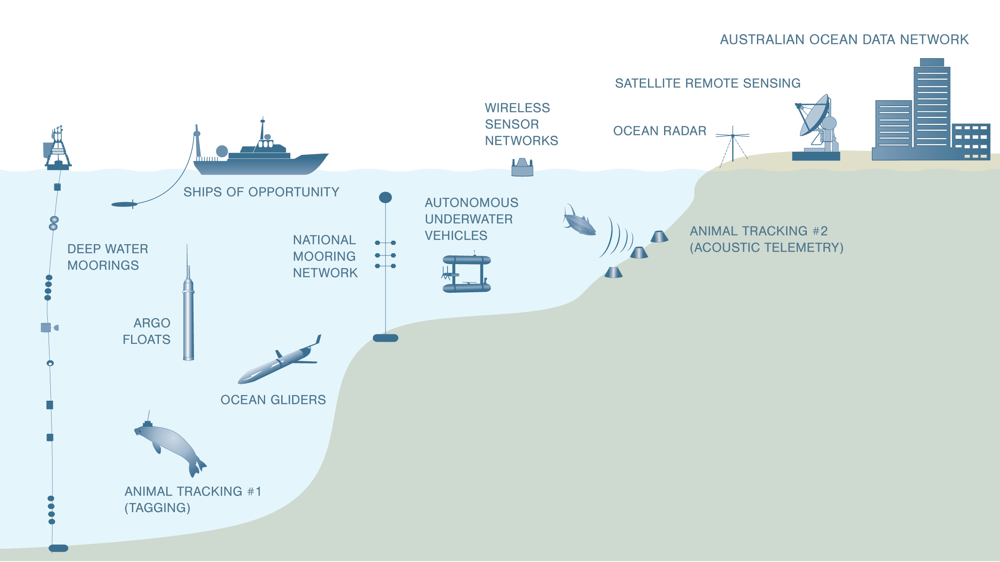 AUSTRALIAN OCEAN DATA NETWORK
SATELLITE REMOTE SENSING
WIRELESS
SENSOR
NETWORKS
OCEAN RADAR
SHIPS OF OPPORTUNITY
AUTONOMOUS
UNDERWATER
VEHICLES
ANIMAL TRACKING #2
(ACOUSTIC TELEMETRY)
NATIONAL
MOORING
NETWORK
DEEP WATER
MOORINGS
ARGO
FLOATS
OCEAN GLIDERS
ANIMAL TRACKING #1
(TAGGING)